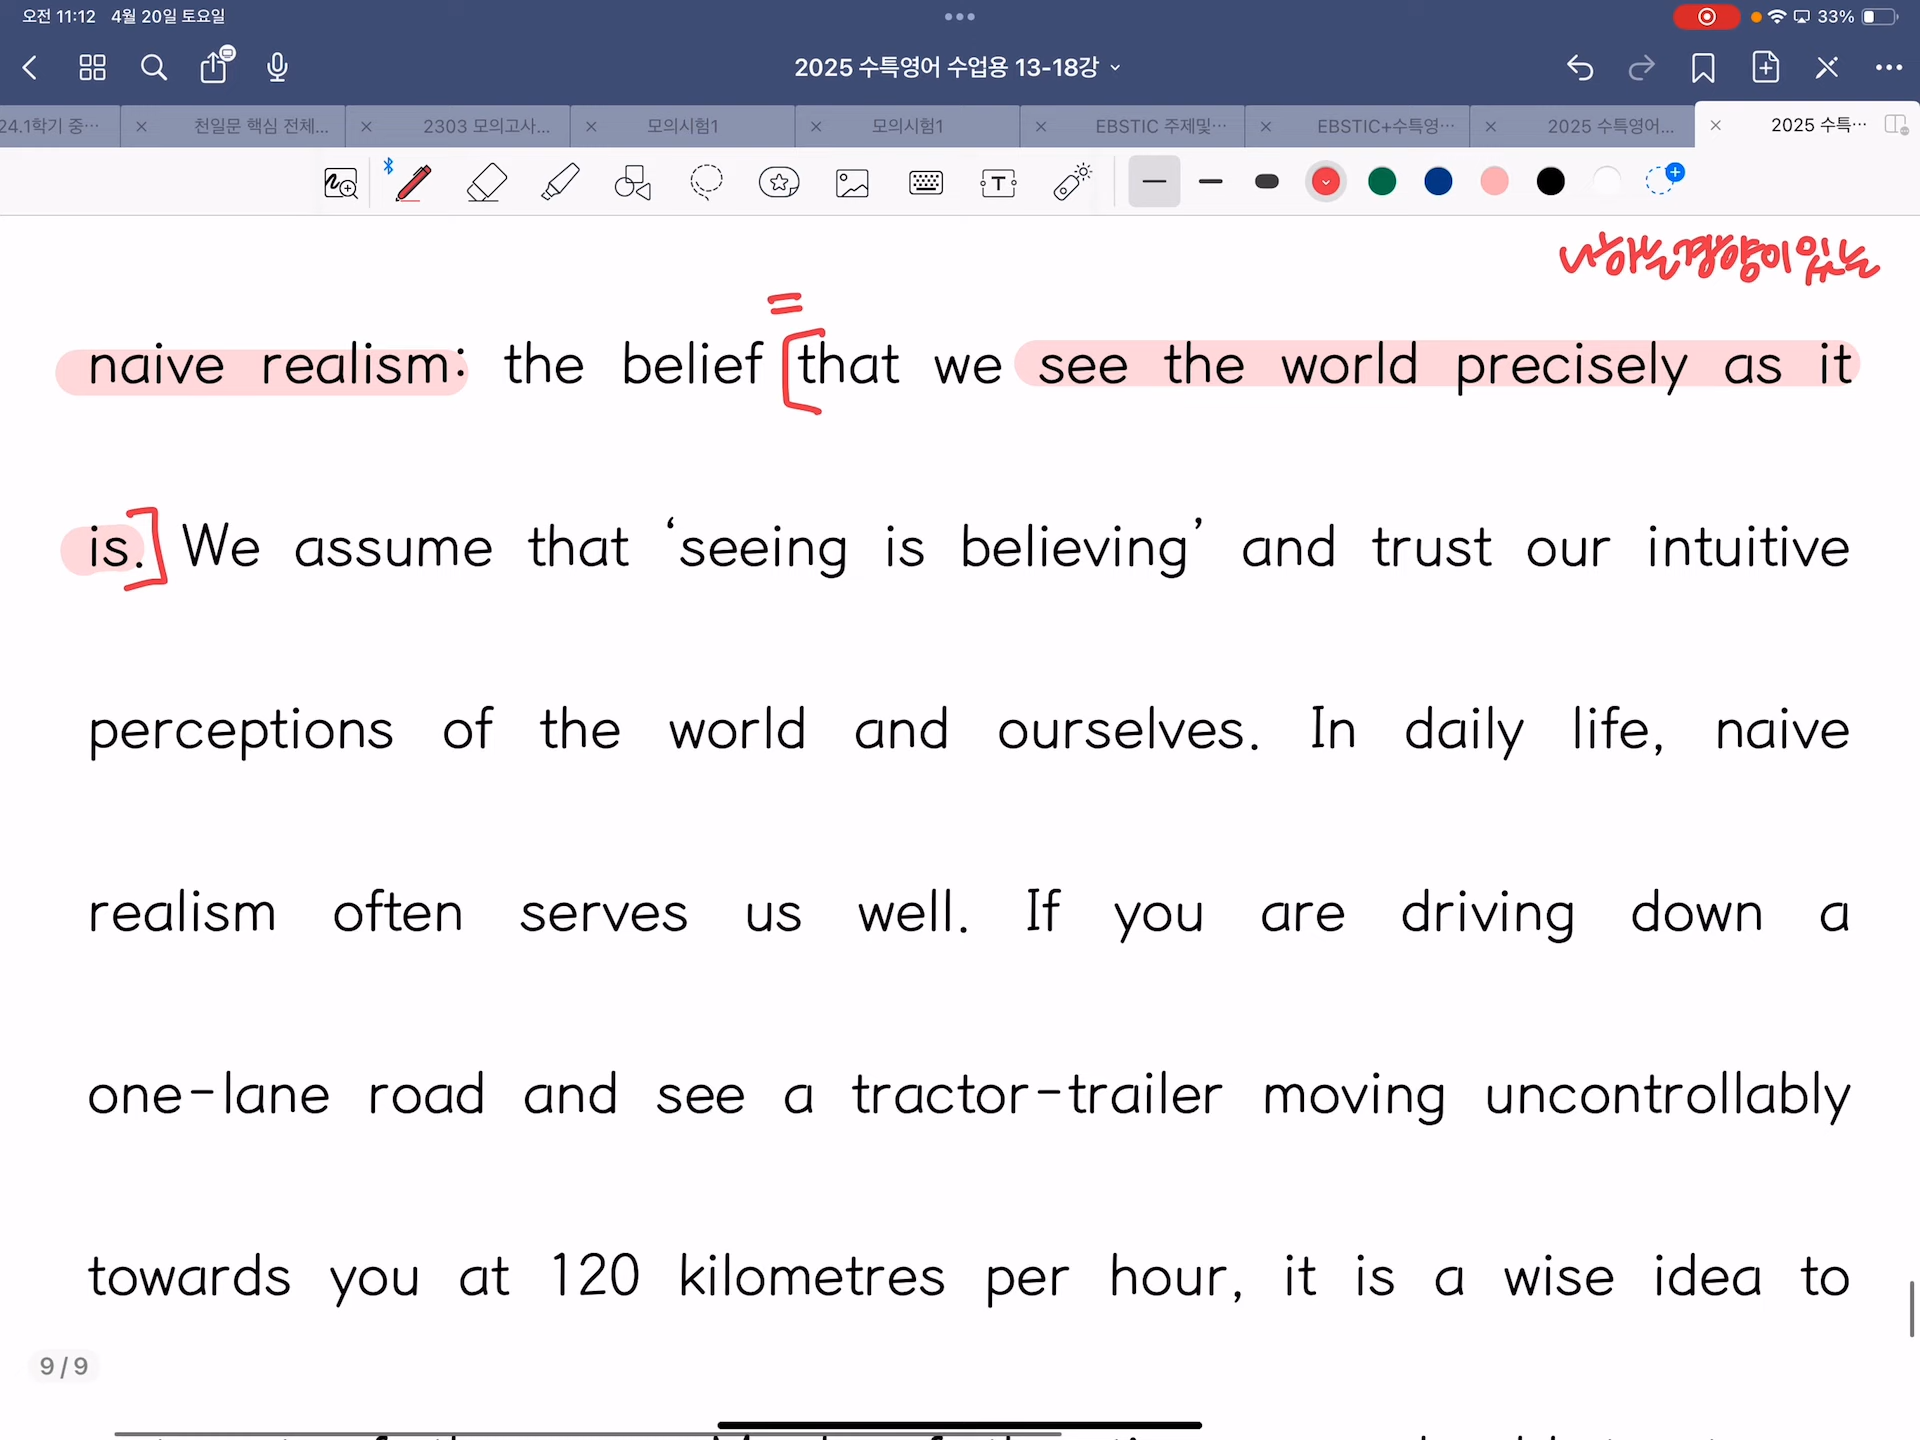 오전 11:12 4월 20일 토요일 33%
2025 수특영어 수업용 13-18강
24.1학기 중… 천일문 핵심 전체... 2303 모의고사... 모의시험1 모의시험1 EBSTIC 주제및… EBSTIC+수특영… 2025 수특영어... 2025 수특…
하는 경향이 있는
naive realism: the belief [that we see the world precisely as it
is.] We assume that ‘seeing is believing’ and trust our intuitive
perceptions of the world and ourselves. In daily life, naive
realism often serves us well. If you are driving down a
one-lane road and see a tractor-trailer moving uncontrollably
towards you at 120 kilometres per hour, it is a wise idea to
9 / 9